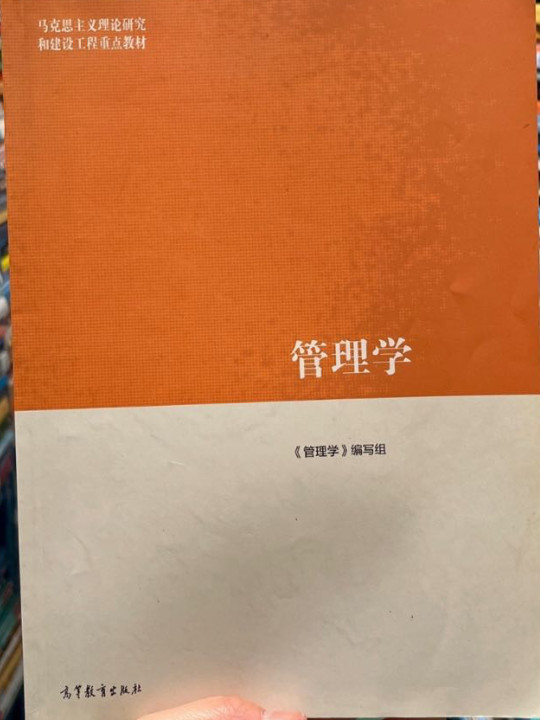 马克思主义理论研究
和建设工程重点教材
管理学
《管理学》编写组
高等教育出版社